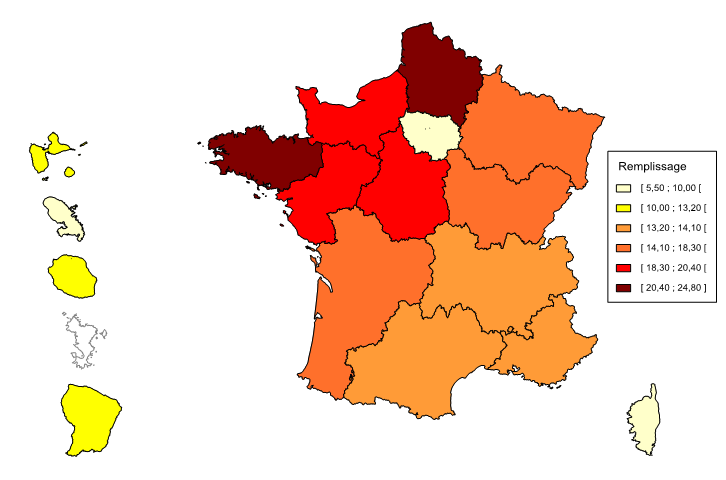 Remplissage
[ 5,50 ; 10,00 [
[ 10,00 ; 13,20 [
[ 13,20 ; 14,10 [
[ 14,10 ; 18,30 [
[ 18,30 ; 20,40 [
[ 20,40 ; 24,80 ]